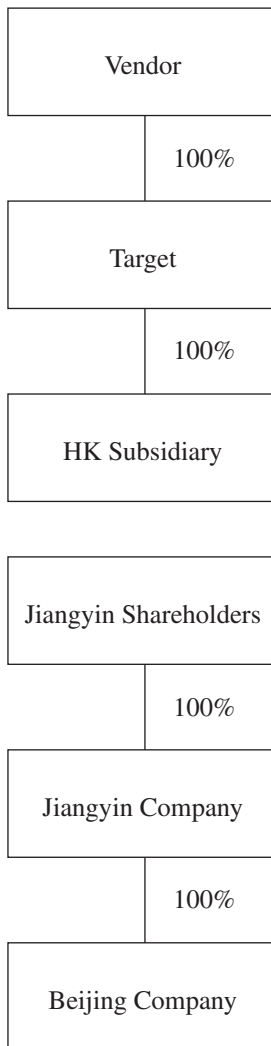 Vendor
100%
Target
100%
HK Subsidiary
Jiangyin Shareholders
100%
Jiangyin Company
100%
Beijing Company